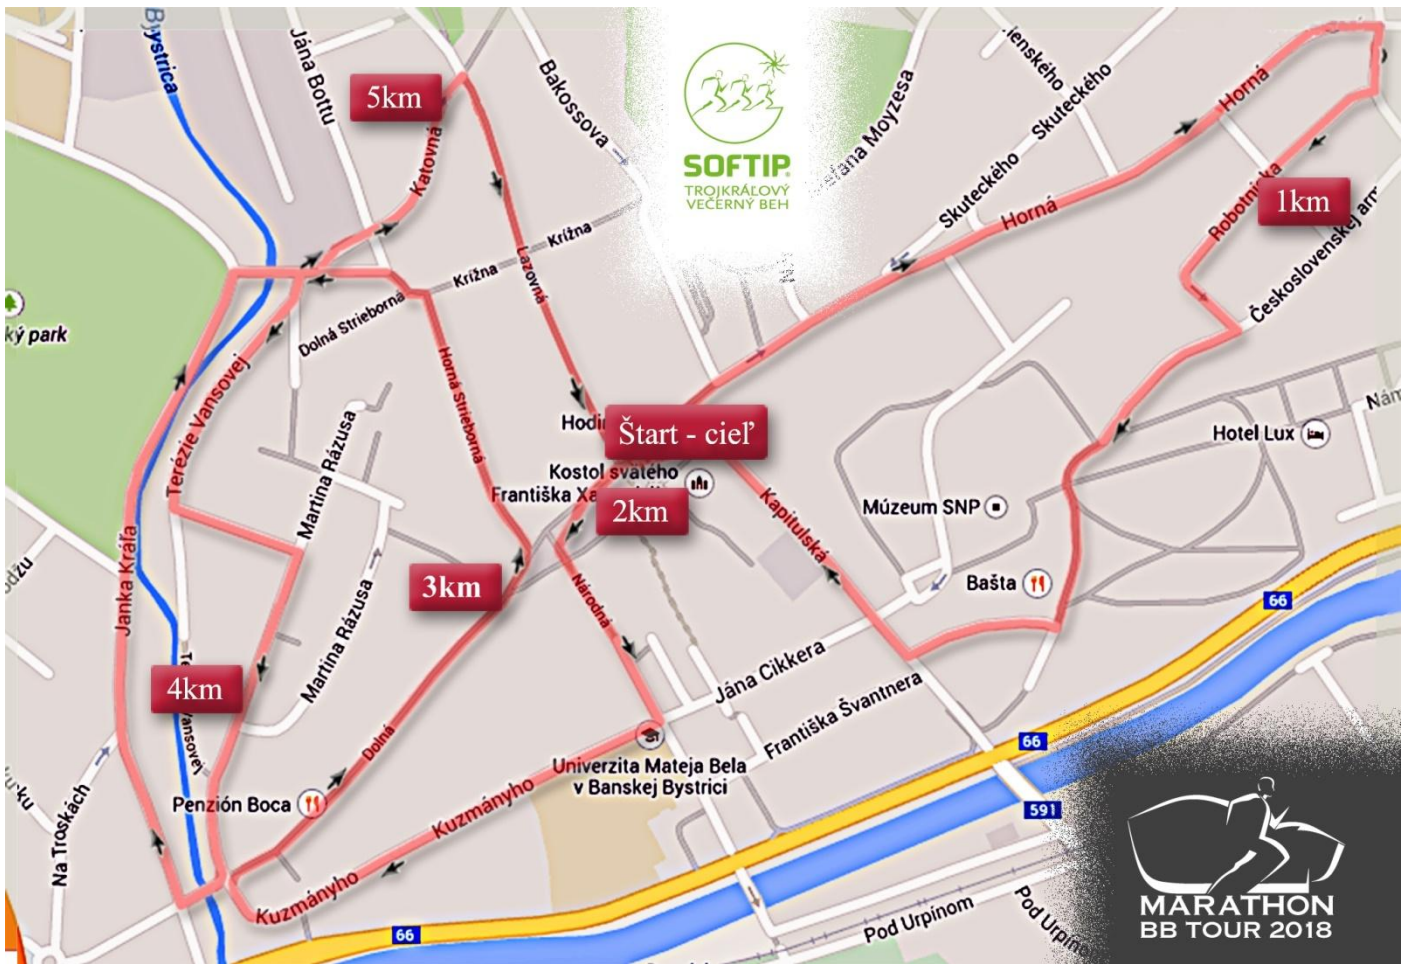 Bystrica
Jána Bottu
Bakossova
5km
Katovná
SOFTIP
TROJKRÁĽOVÝ
VEČERNÝ BEH
Skuteckého
Skuteckého
Horná
Horná
Robotnícka
1km
Československej
Krížna
Krížna
Dolná Strieborná
Lazovná
ký park
Terézie Vansovej
Horná Strieborná
Martina Rázusa
Martina Rázusa
Štart - cieľ
Kostol svätého
Františka
2km
Kapitulská
Múzeum SNP
Hotel Lux
Bašta
Janka Kráľa
3km
Národná
66
4km
Vansovej
Jána Cikkera
Františka Švantnera
Dolná
Penzión Boca
Univerzita Mateja Bela
v Banskej Bystrici
66
591
Na Troskách
Kuzmányho
Kuzmányho
66
Pod Urpínom
Pod
MARATHON
BB TOUR 2018